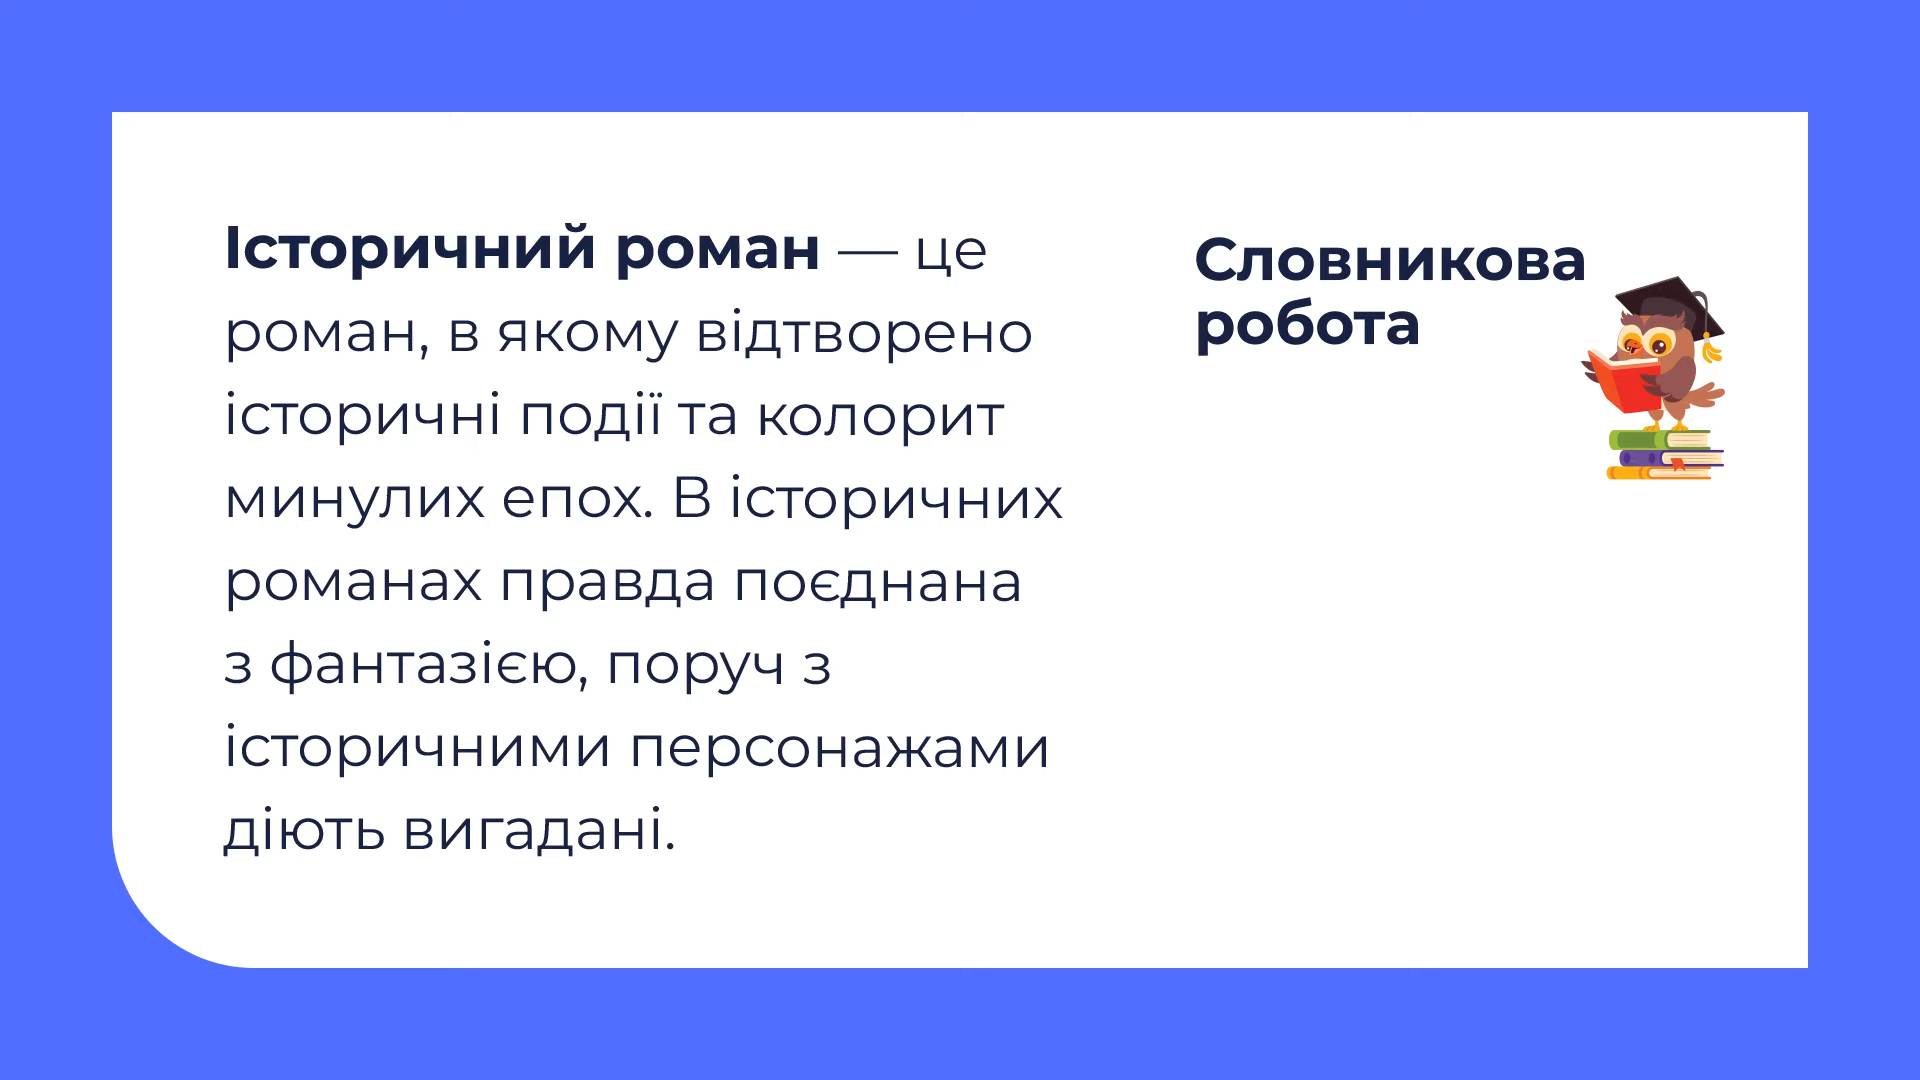 Історичний роман — це
роман, в якому відтворено
історичні події та колорит
минулих епох. В історичних
романах правда поєднана
з фантазією, поруч з
історичними персонажами
діють вигадані.
Словникова
робота